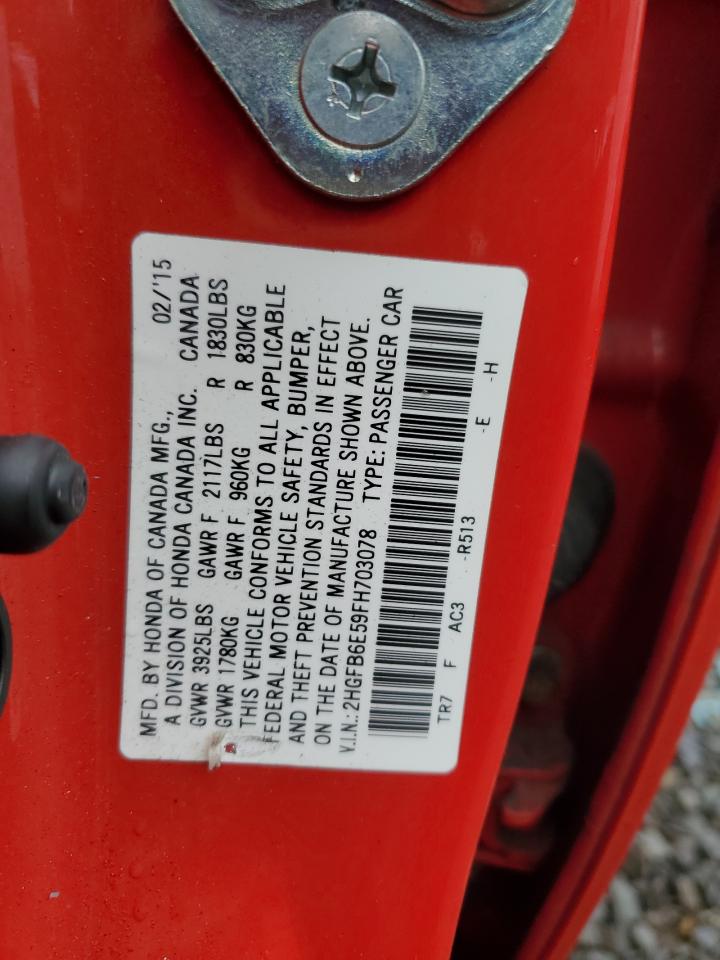 MFD. BY HONDA OF CANADA MFG., 02/'15
A DIVISION OF HONDA CANADA INC. CANADA
GVWR 3925LBS GAWR F 2117LBS R 1830LBS
GVWR 1780KG GAWR F 960KG R 830KG
THIS VEHICLE CONFORMS TO ALL APPLICABLE
FEDERAL MOTOR VEHICLE SAFETY, BUMPER,
AND THEFT PREVENTION STANDARDS IN EFFECT
ON THE DATE OF MANUFACTURE SHOWN ABOVE.
V.I.N.: 2HGFB6E59FH703078 TYPE: PASSENGER CAR
TR7 F AC3 -R513 -E -H